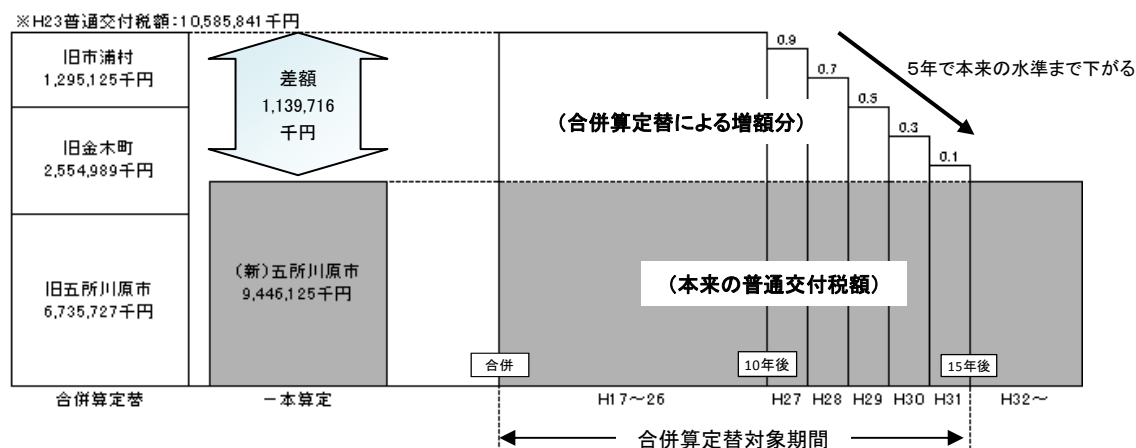 ※H23普通交付税額:10,585,841千円
旧市浦村
1,295,125千円
旧金木町
2,554,989千円
旧五所川原市
6,735,727千円
合併算定替
差額
1,139,716
千円
(新)五所川原市
9,446,125千円
一本算定
(合併算定替による増額分)
(本来の普通交付税額)
0.9
0.7
0.5
0.3
0.1
5年で本来の水準まで下がる
合併
10年後
15年後
H17~26
H27
H28
H29
H30
H31
H32~
合併算定替対象期間